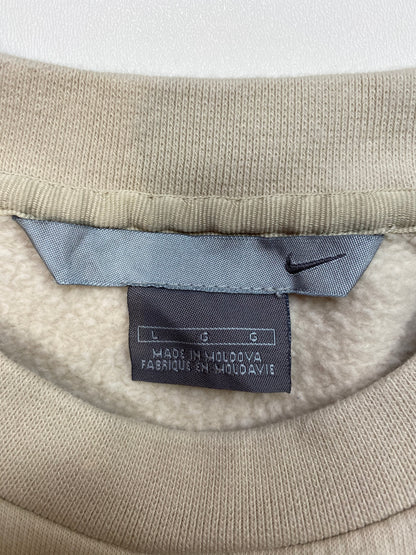 L G G
MADE IN MOLDOVA
FABRIQUE EN MOLDAVIE